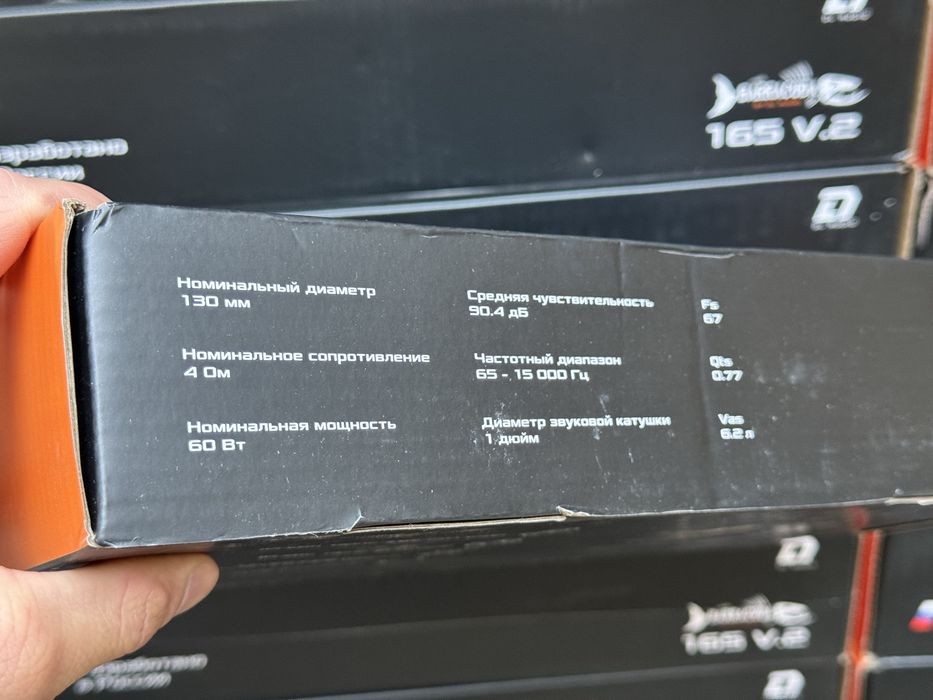 165 V.2
Номинальный диаметр
130 мм
Номинальное сопротивление
4 Ом
Номинальная мощность
60 Вт
Средняя чувствительность
90.4 дБ
Частотный диапазон
65 - 15 000 Гц
Диаметр звуковой катушки
1 дюйм
Fs
67
Qts
0.77
Vas
6.2 л
165 V.2